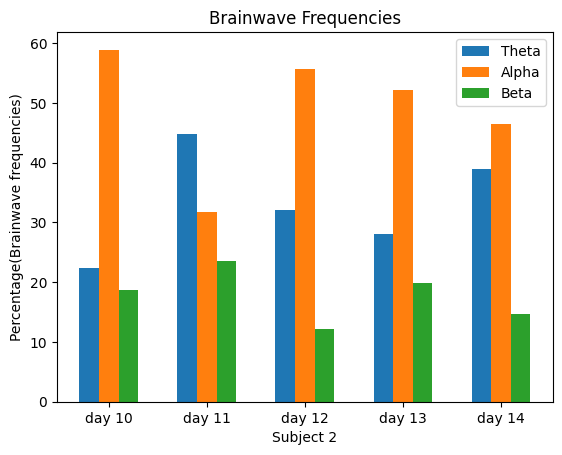 Brainwave Frequencies
Theta
Alpha
Beta
Percentage(Brainwave frequencies)
60
50
40
30
20
10
0
day 10 day 11 day 12 day 13 day 14
Subject 2